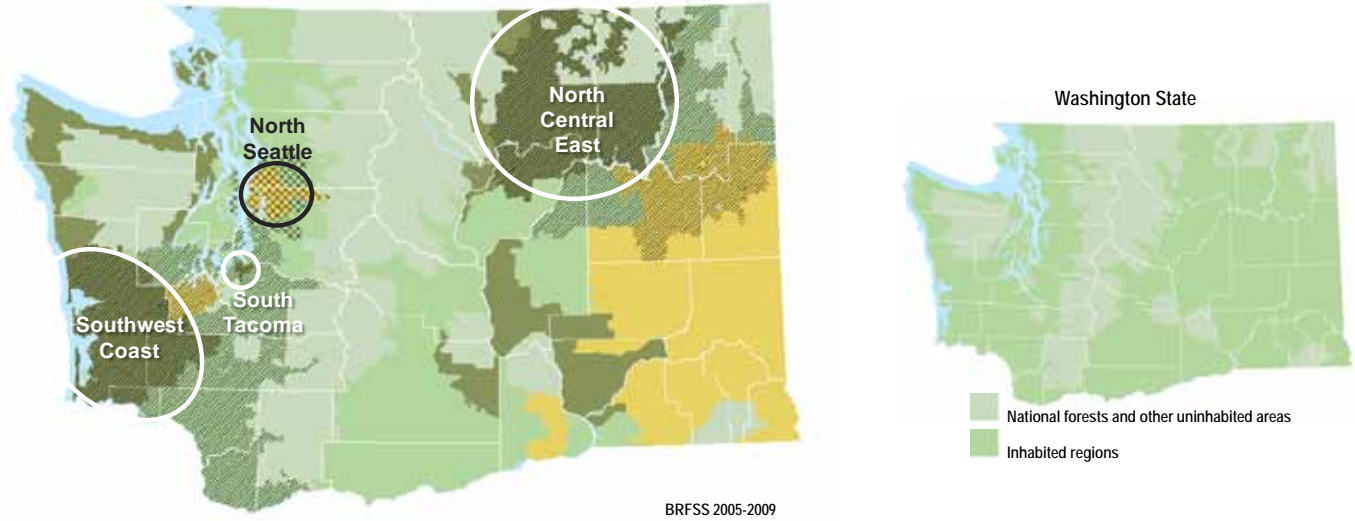 North
Central
East
North
Seattle
South
Tacoma
Southwest
Coast
BRFSS 2005-2009
Washington State
National forests and other uninhabited areas
Inhabited regions